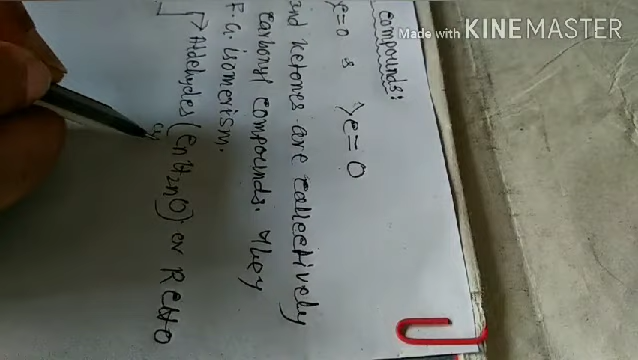 Made with KINEMASTER
compounds:
C=O & >C=O
and ketones are collectively
carbonyl compounds. They
F.G. isomerism.
→ Aldehydes (CnH2nO) or RCHO